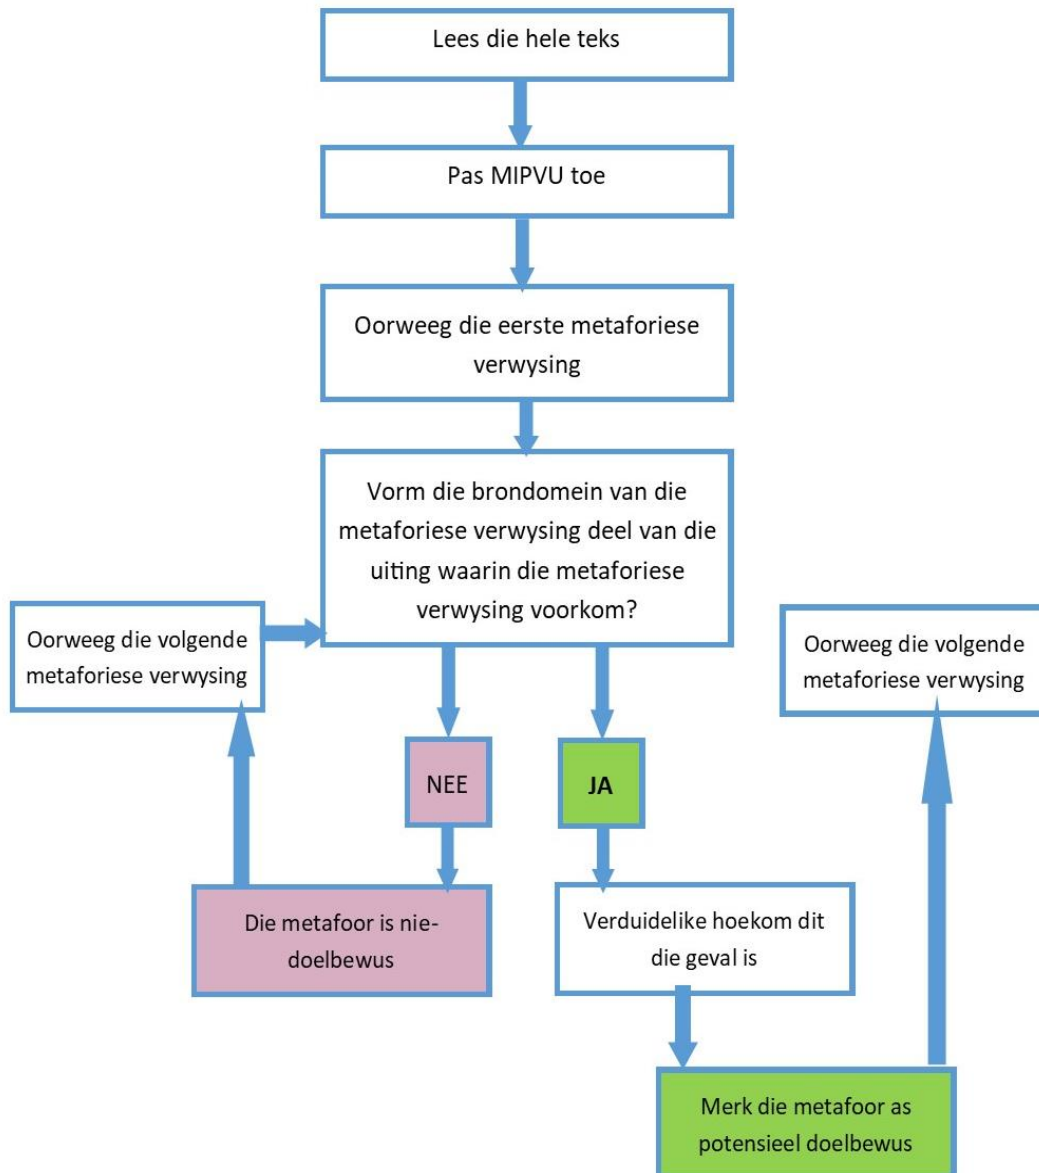 Lees die hele teks
Pas MIPVU toe
Oorweeg die eerste metaforiese
verwysing
Vorm die brondomein van die
metaforiese verwysing deel van die
uiting waarin die metaforiese
verwysing voorkom?
Oorweeg die volgende
metaforiese verwysing
Oorweeg die volgende
metaforiese verwysing
NEE
JA
Die metafoor is nie-
doelbewus
Verduidelike hoekom dit
die geval is
Merk die metafoor as
potensieel doelbewus